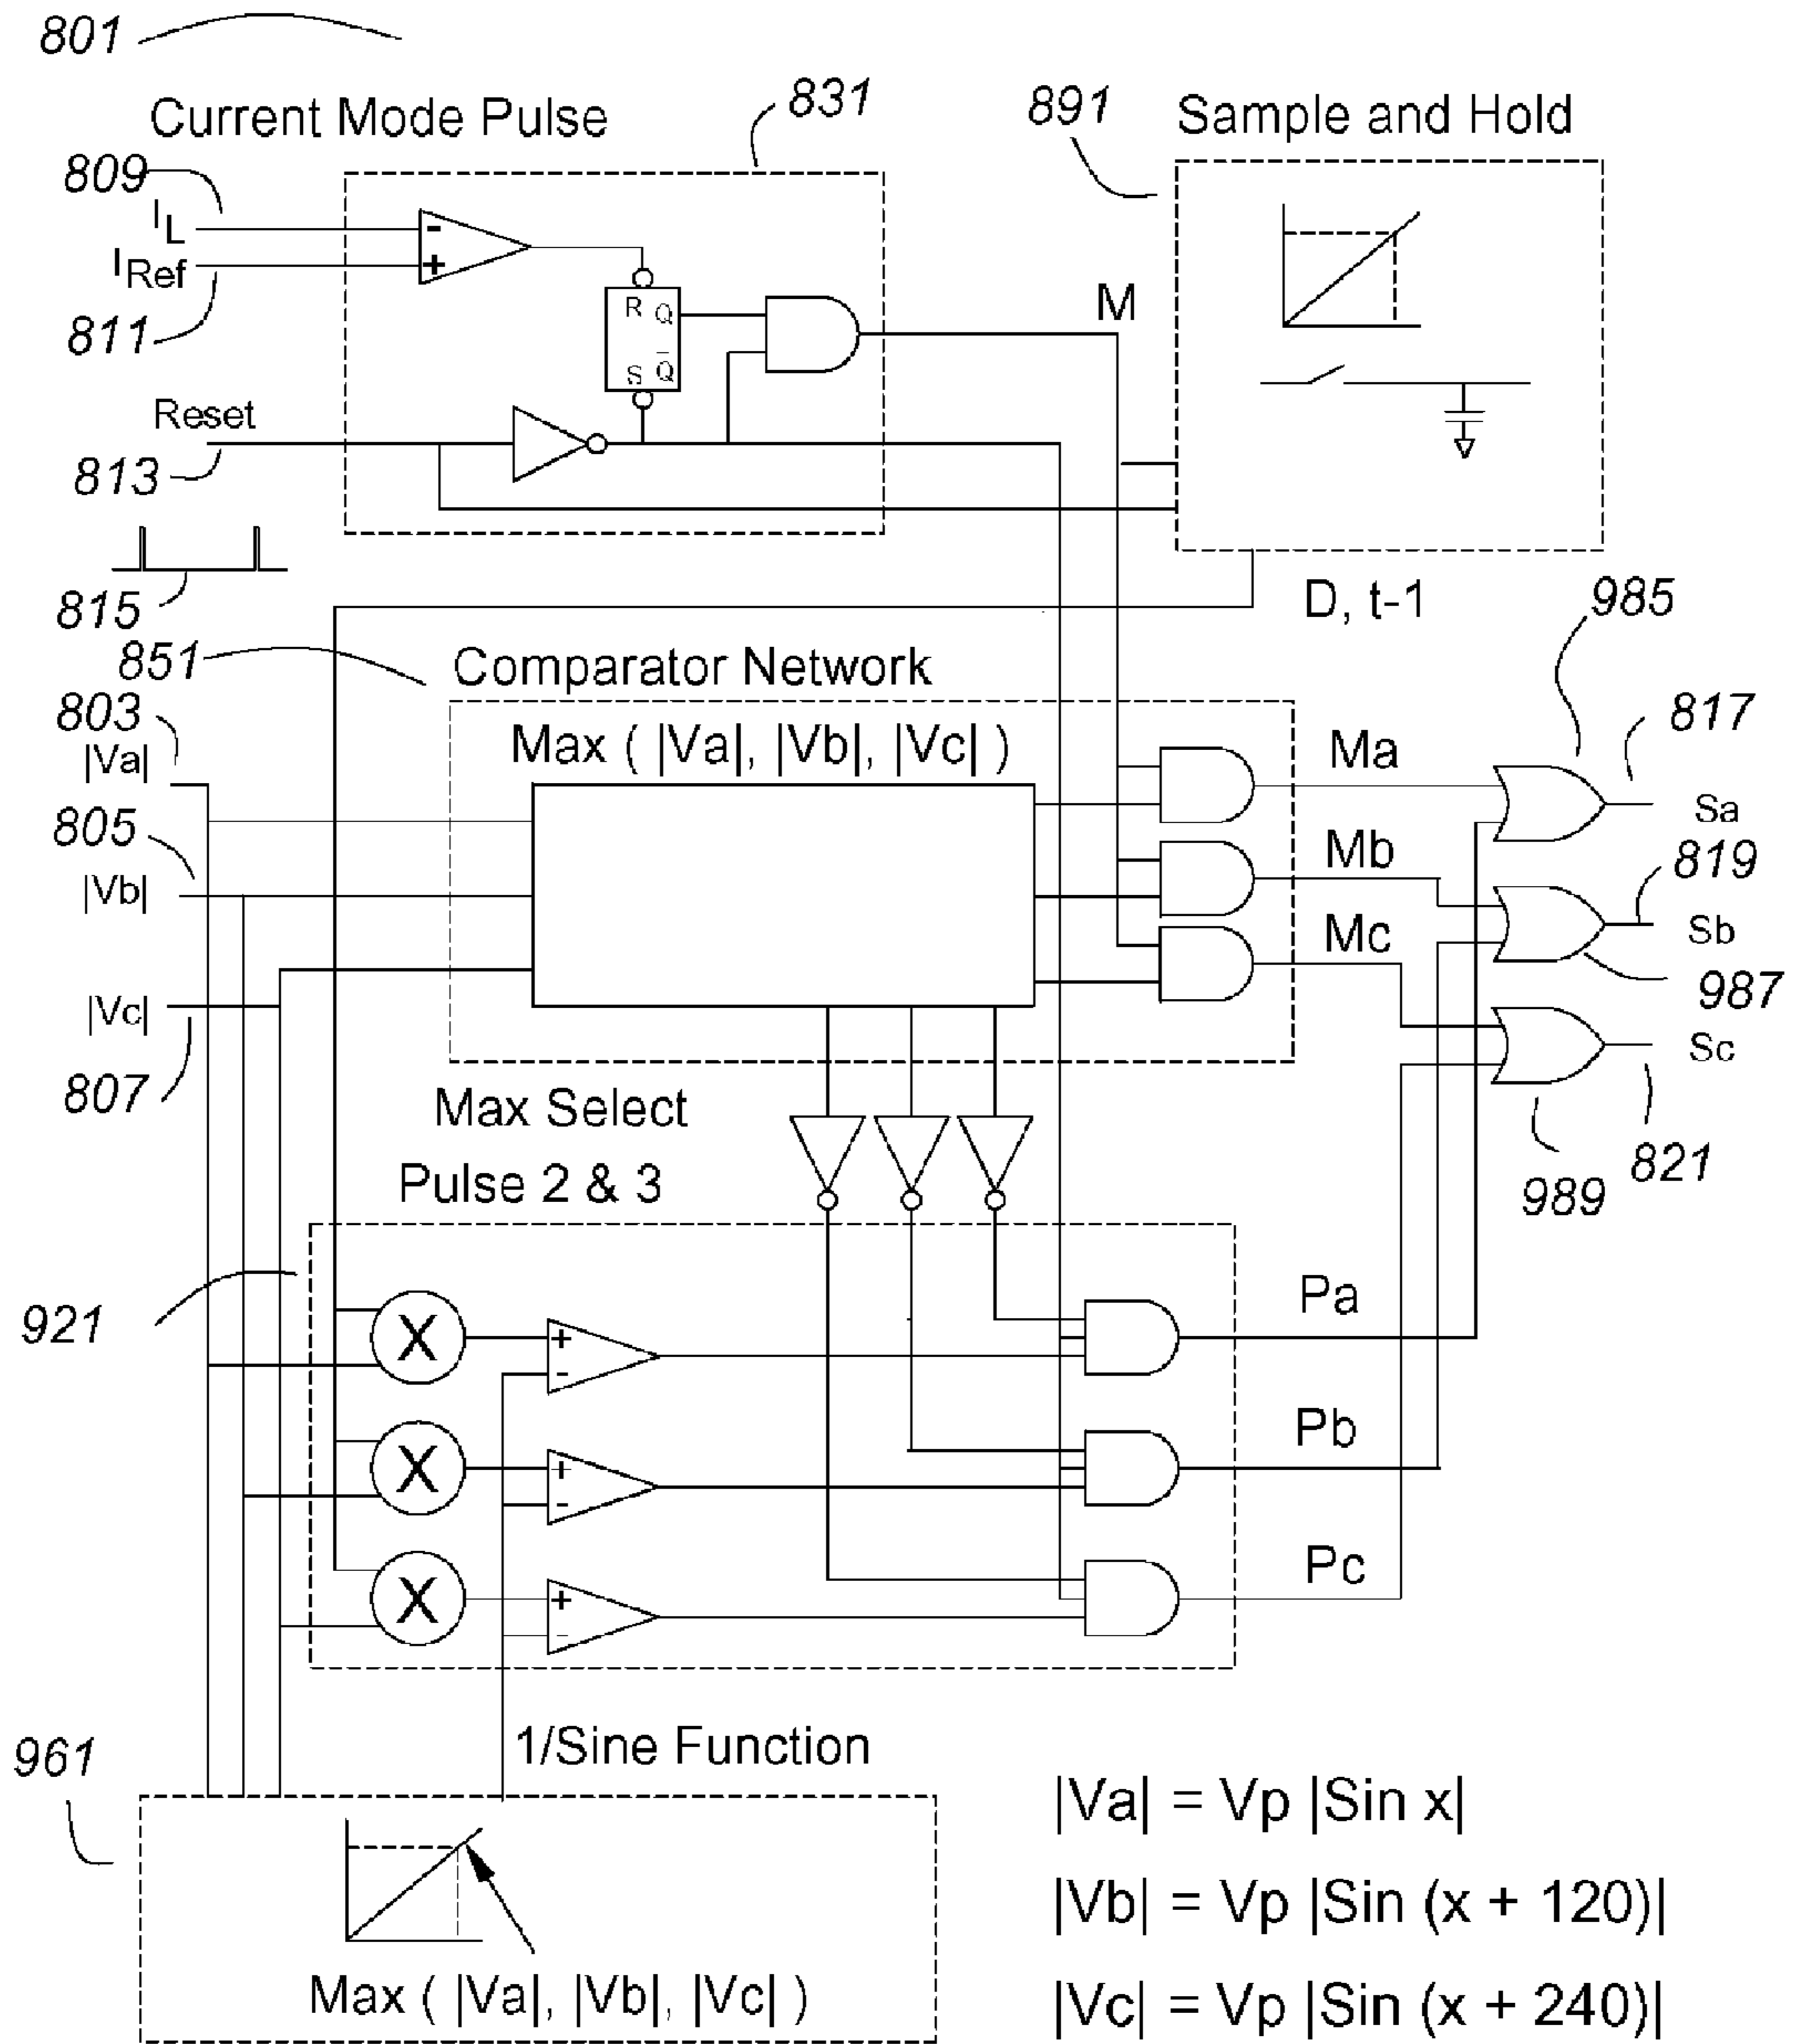 801
Current Mode Pulse
831
891
Sample and Hold
809
I_L
I_Ref
811
- 
+
R Q
S Q̅
M
Reset
813
815
D, t-1
985
851
Comparator Network
803
|Va|
Max ( |Va|, |Vb|, |Vc| )
Ma
817
Sa
805
|Vb|
Mb
819
Sb
Mc
987
|Vc|
807
Sc
821
989
Max Select
Pulse 2 & 3
921
X
+
-
Pa
X
+
-
Pb
X
+
-
Pc
961
1/Sine Function
Max ( |Va|, |Vb|, |Vc| )
|Va| = Vp |Sin x|
|Vb| = Vp |Sin (x + 120)|
|Vc| = Vp |Sin (x + 240)|